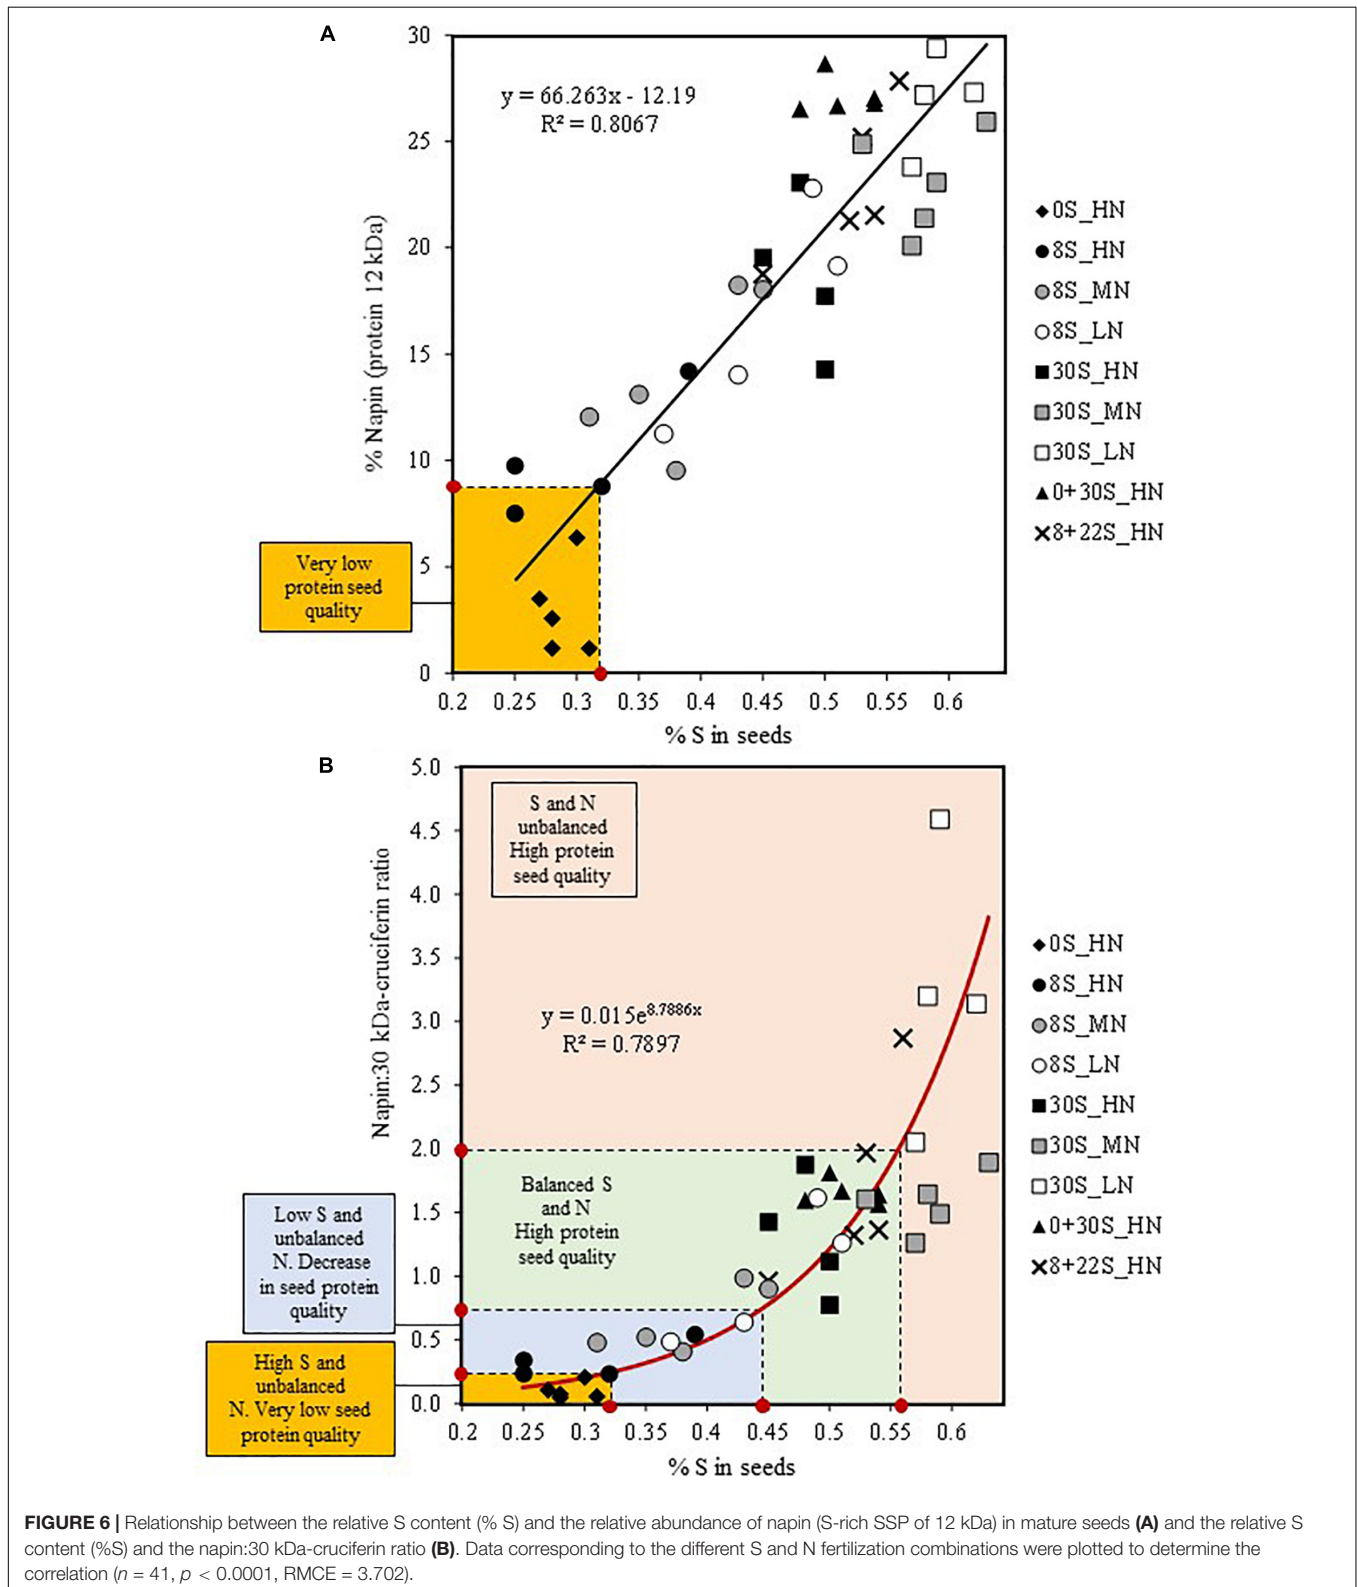 A
30
25
20
15
10
5
0
% Napin (protein 12 kDa)
y = 66.263x - 12.19
R² = 0.8067
Very low
protein seed
quality
0.2 0.25 0.3 0.35 0.4 0.45 0.5 0.55 0.6
% S in seeds
0S_HN
8S_HN
8S_MN
8S_LN
30S_HN
30S_MN
30S_LN
0+30S_HN
8+22S_HN
B
5.0
4.5
4.0
3.5
3.0
2.5
2.0
1.5
1.0
0.5
0.0
Napin:30 kDa-cruciferin ratio
S and N
unbalanced
High protein
seed quality
y = 0.015e^8.7886x
R² = 0.7897
Balanced S
and N
High protein
seed quality
Low S and
unbalanced
N. Decrease
in seed protein
quality
High S and
unbalanced
N. Very low seed
protein quality
0.2 0.25 0.3 0.35 0.4 0.45 0.5 0.55 0.6
% S in seeds
0S_HN
8S_HN
8S_MN
8S_LN
30S_HN
30S_MN
30S_LN
0+30S_HN
8+22S_HN
FIGURE 6 | Relationship between the relative S content (% S) and the relative abundance of napin (S-rich SSP of 12 kDa) in mature seeds (A) and the relative S
content (%S) and the napin:30 kDa-cruciferin ratio (B). Data corresponding to the different S and N fertilization combinations were plotted to determine the
correlation (n = 41, p < 0.0001, RMCE = 3.702).